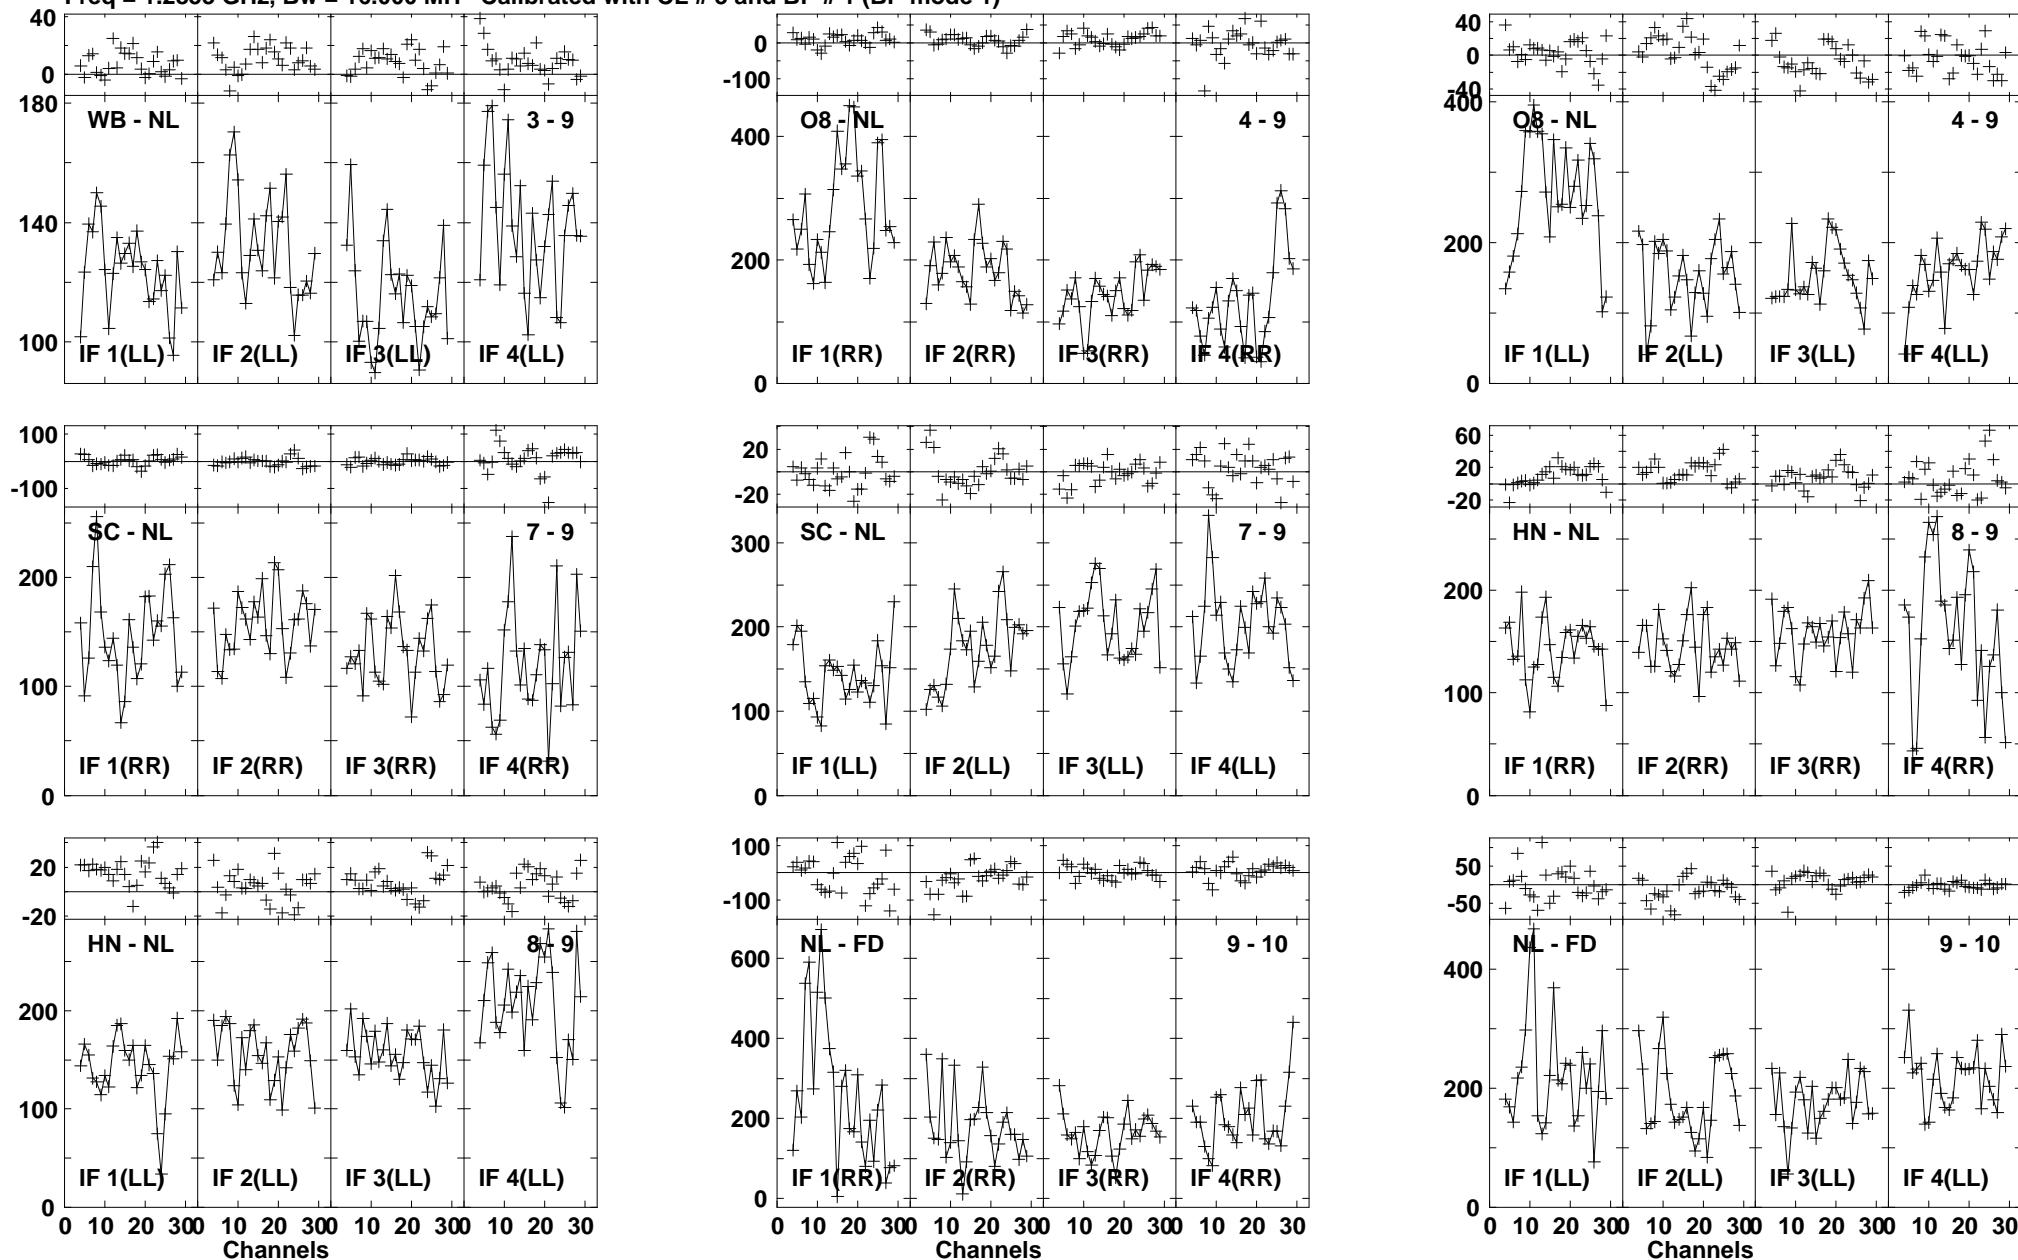 Freq = 1.2835 GHz, Bw = 16.000 MH Calibrated with CL # 3 and BP # 1 (BP mode 1)
40
0
180
140
100
WB - NL
3 - 9
IF 1(LL)
IF 2(LL)
IF 3(LL)
IF 4(LL)
0
-100
400
200
0
O8 - NL
4 - 9
IF 1(RR)
IF 2(RR)
IF 3(RR)
IF 4(RR)
40
0
-40
400
200
0
O8 - NL
4 - 9
IF 1(LL)
IF 2(LL)
IF 3(LL)
IF 4(LL)
100
-100
200
100
0
SC - NL
7 - 9
IF 1(RR)
IF 2(RR)
IF 3(RR)
IF 4(RR)
20
-20
300
200
100
0
SC - NL
7 - 9
IF 1(LL)
IF 2(LL)
IF 3(LL)
IF 4(LL)
60
20
-20
200
100
0
HN - NL
8 - 9
IF 1(RR)
IF 2(RR)
IF 3(RR)
IF 4(RR)
20
-20
200
100
0
HN - NL
8 - 9
IF 1(LL)
IF 2(LL)
IF 3(LL)
IF 4(LL)
0 10 20 30 0 10 20 30 0 10 20 30 0 10 20 30
Channels
100
-100
600
400
200
0
NL - FD
9 - 10
IF 1(RR)
IF 2(RR)
IF 3(RR)
IF 4(RR)
0 10 20 30 0 10 20 30 0 10 20 30 0 10 20 30
Channels
50
-50
400
200
0
NL - FD
9 - 10
IF 1(LL)
IF 2(LL)
IF 3(LL)
IF 4(LL)
0 10 20 30 0 10 20 30 0 10 20 30 0 10 20 30
Channels